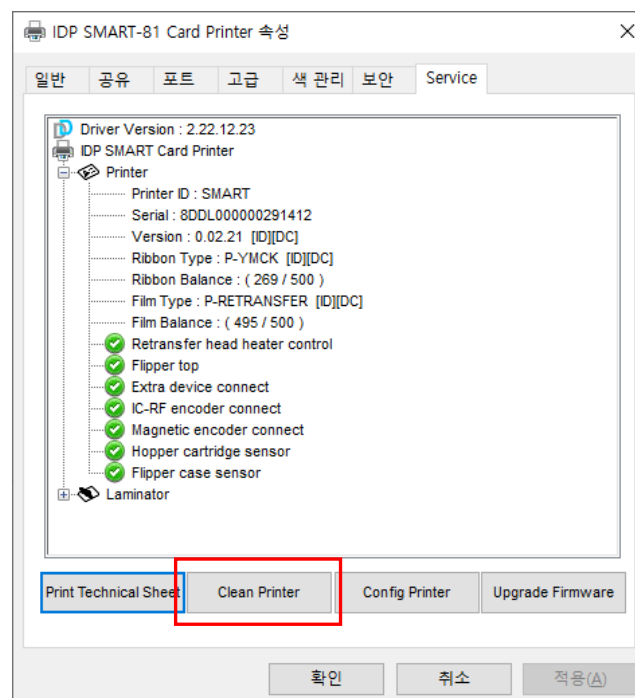 IDP SMART-81 Card Printer 속성
일반 공유 포트 고급 색 관리 보안 Service
Driver Version : 2.22.12.23
IDP SMART Card Printer
Printer
Printer ID : SMART
Serial : 8DDL000000291412
Version : 0.02.21 [ID][DC]
Ribbon Type : P-YMCK [ID][DC]
Ribbon Balance : ( 269 / 500 )
Film Type : P-RETRANSFER [ID][DC]
Film Balance : ( 495 / 500 )
Retransfer head heater control
Flipper top
Extra device connect
IC-RF encoder connect
Magnetic encoder connect
Hopper cartridge sensor
Flipper case sensor
Laminator
Print Technical Sheet Clean Printer Config Printer Upgrade Firmware
확인 취소 적용(A)